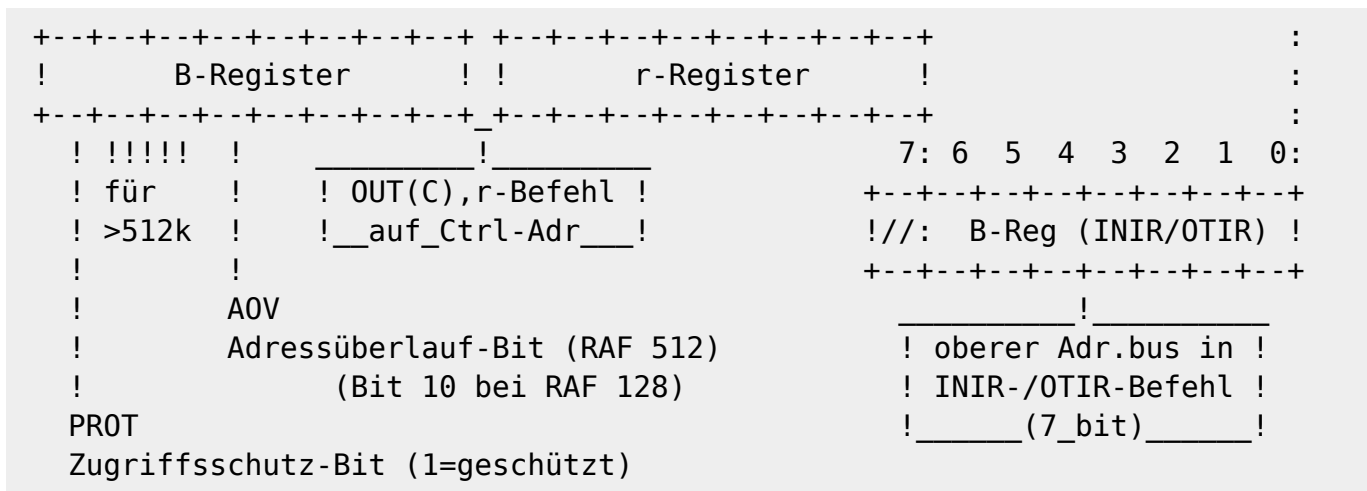 +--+--+--+--+--+--+--+--+ +--+--+--+--+--+--+--+--+                    :
!       B-Register      ! !       r-Register      !                    :
+--+--+--+--+--+--+--+--+_+--+--+--+--+--+--+--+--+                    :
  ! !!!!!  !    _________!_________              7: 6  5  4  3  2  1  0:
  ! für    !    ! OUT(C),r-Befehl !            +--+--+--+--+--+--+--+--+
  ! >512k  !    !__auf_Ctrl-Adr___!            !//:  B-Reg (INIR/OTIR) !
  !        !                                   +--+--+--+--+--+--+--+--+
  !        AOV                                   __________!__________
  !        Adressüberlauf-Bit (RAF 512)          ! oberer Adr.bus in !
  !              (Bit 10 bei RAF 128)            ! INIR-/OTIR-Befehl !
  PROT                                           !______(7_bit)______!
  Zugriffsschutz-Bit (1=geschützt)